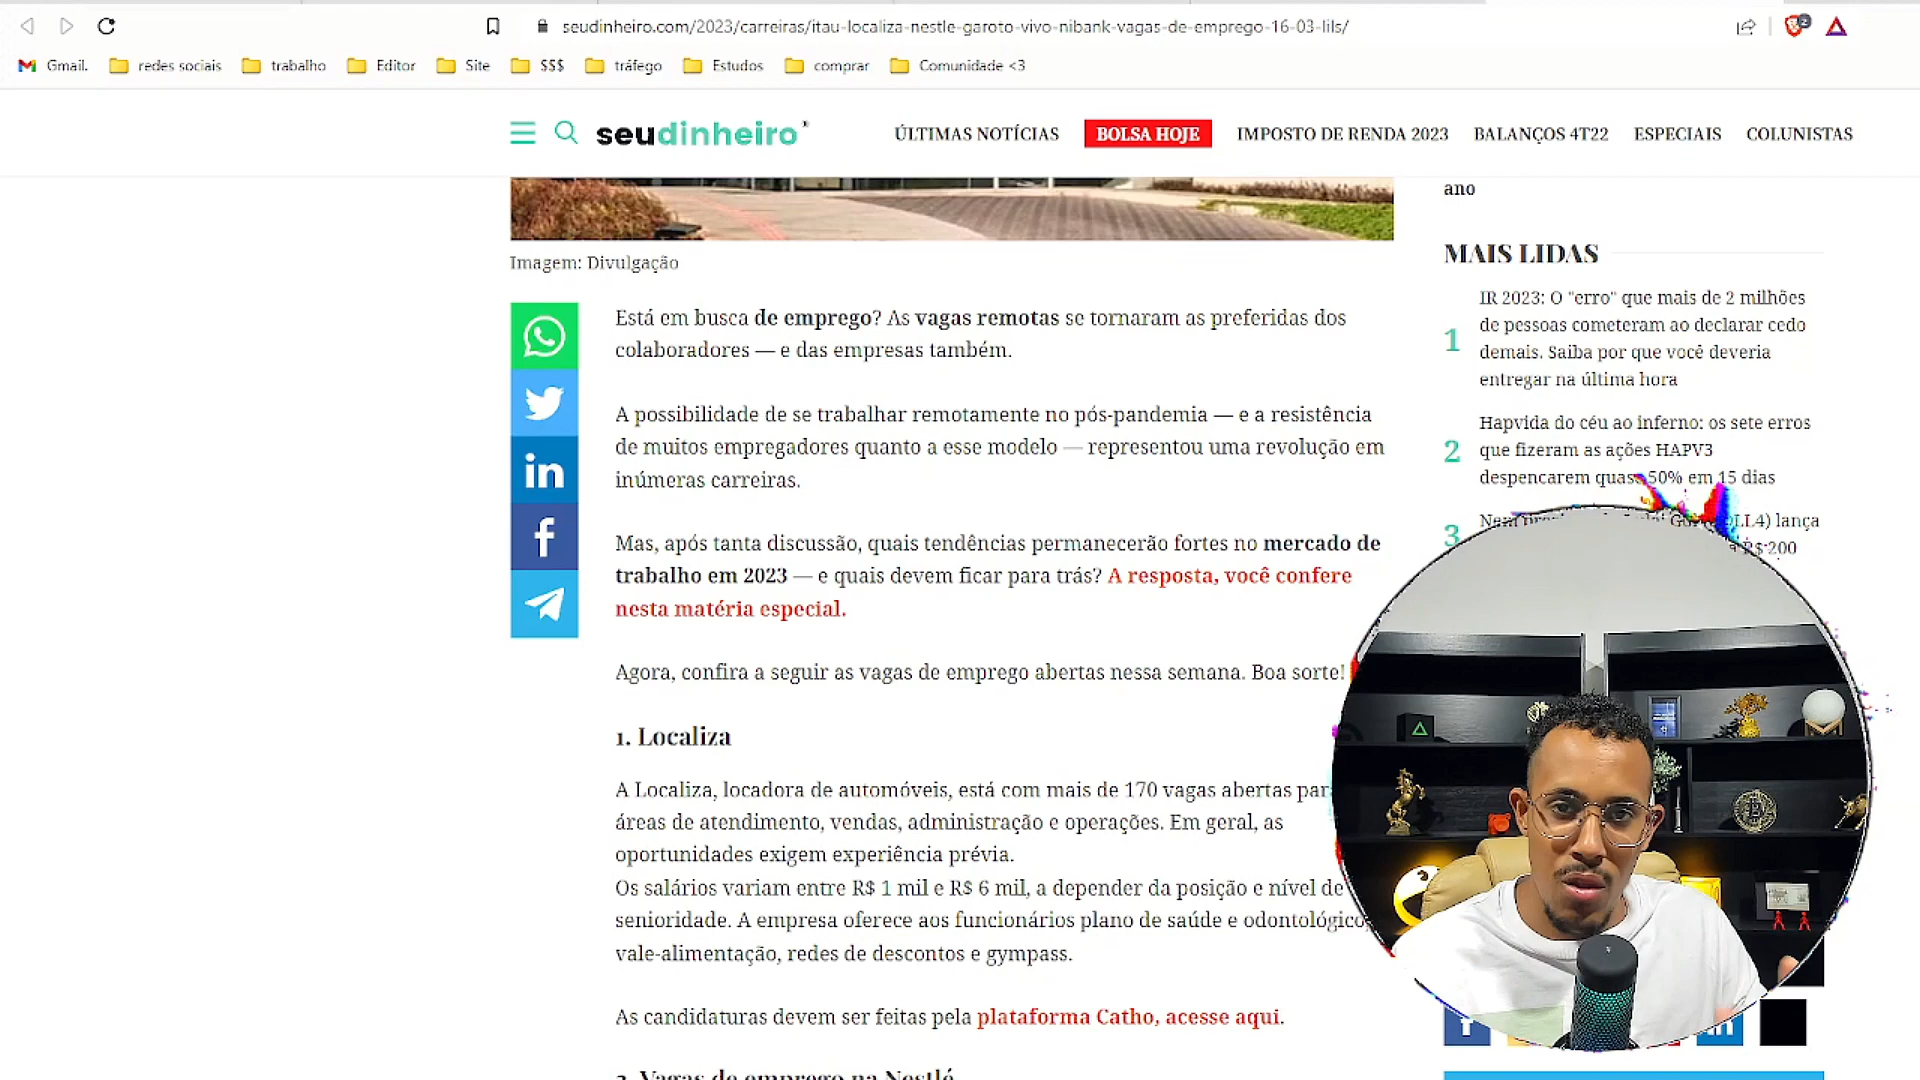 seudinheiro.com/2023/carreiras/itau-localiza-nestle-garoto-vivo-nibank-vagas-de-emprego-16-03-lils/
2
Gmail.
redes sociais
trabalho
Editor
Site
$$$
tráfego
Estudos
comprar
Comunidade <3
seudinheiro
ÚLTIMAS NOTÍCIAS
BOLSA HOJE
IMPOSTO DE RENDA 2023
BALANÇOS 4T22
ESPECIAIS
COLUNISTAS
Imagem: Divulgação
Está em busca de emprego? As vagas remotas se tornaram as preferidas dos
colaboradores — e das empresas também.
A possibilidade de se trabalhar remotamente no pós-pandemia — e a resistência
de muitos empregadores quanto a esse modelo — representou uma revolução em
inúmeras carreiras.
Mas, após tanta discussão, quais tendências permanecerão fortes no mercado de
trabalho em 2023 — e quais devem ficar para trás? A resposta, você confere
nesta matéria especial.
Agora, confira a seguir as vagas de emprego abertas nessa semana. Boa sorte!
1. Localiza
A Localiza, locadora de automóveis, está com mais de 170 vagas abertas par
áreas de atendimento, vendas, administração e operações. Em geral, as
oportunidades exigem experiência prévia.
Os salários variam entre R$ 1 mil e R$ 6 mil, a depender da posição e nível de
senioridade. A empresa oferece aos funcionários plano de saúde e odontológico,
vale-alimentação, redes de descontos e gympass.
As candidaturas devem ser feitas pela plataforma Catho, acesse aqui.
2. Vagas de emprego na Nestlé
ano
MAIS LIDAS
1
IR 2023: O "erro" que mais de 2 milhões
de pessoas cometeram ao declarar cedo
demais. Saiba por que você deveria
entregar na última hora
2
Hapvida do céu ao inferno: os sete erros
que fizeram as ações HAPV3
despencarem quas 50% em 15 dias
3
LL4) lança
R$ 200